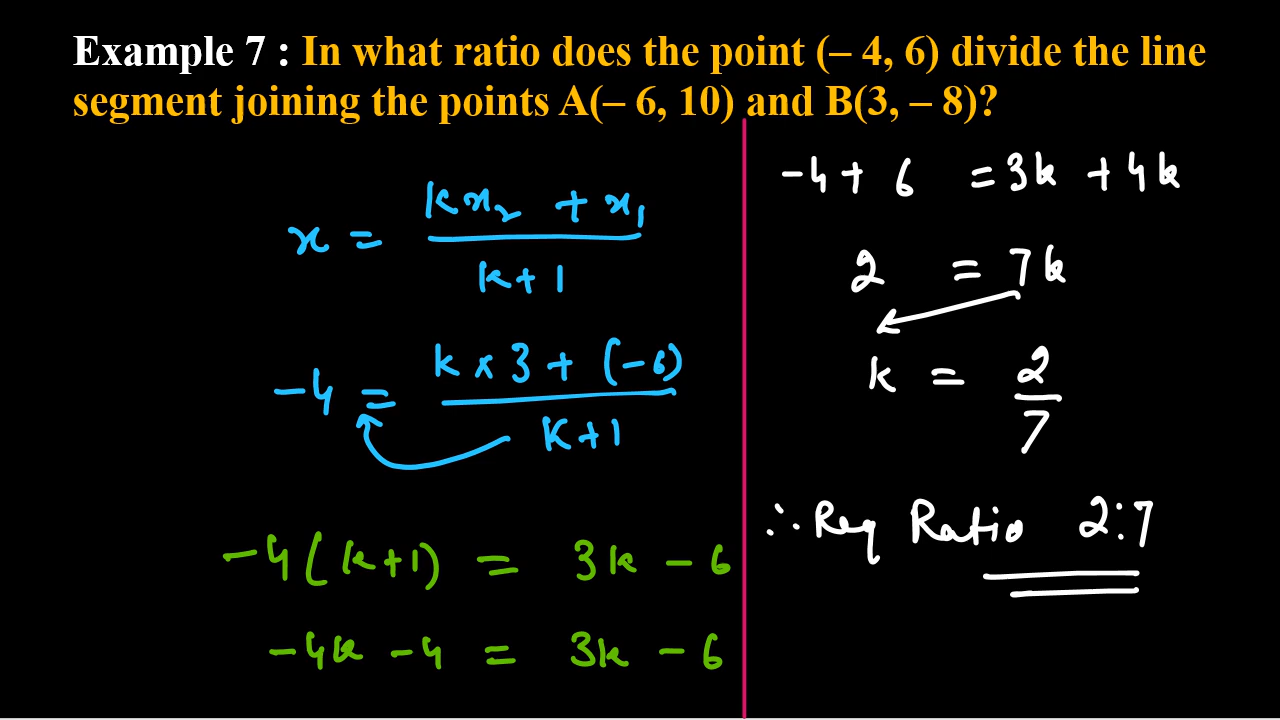 Example 7 : In what ratio does the point (– 4, 6) divide the line
segment joining the points A(– 6, 10) and B(3, – 8)?
x = (kx₂ + x₁)/(k+1)
-4 = (k × 3 + (-6))/(K+1)
-4(k+1) = 3k - 6
-4k - 4 = 3k - 6
-4 + 6 = 3k + 4k
2 = 7k
k = 2/7
∴ Req Ratio 2:7